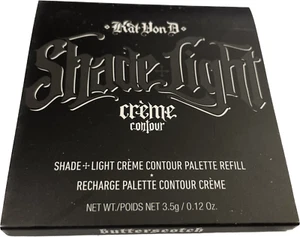 Kat Von D
Shade + Light
crème
contour
SHADE + LIGHT CRÈME CONTOUR PALETTE REFILL
RECHARGE PALETTE CONTOUR CRÈME
NET WT./POIDS NET 3.5g / 0.12 Oz.
butterscotch